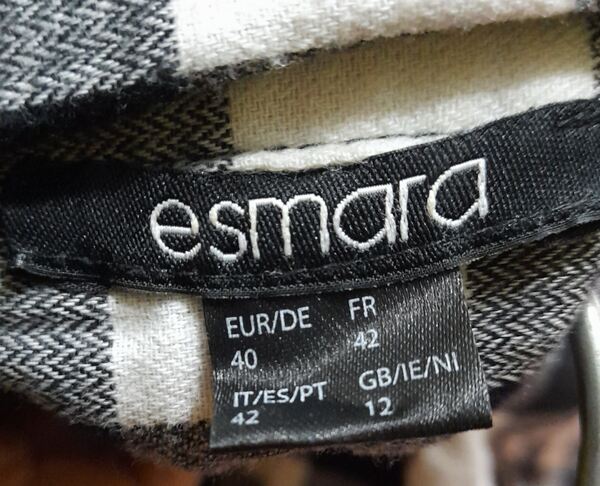 esmara
EUR/DE FR
40 42
IT/ES/PT GB/IE/NI
42 12